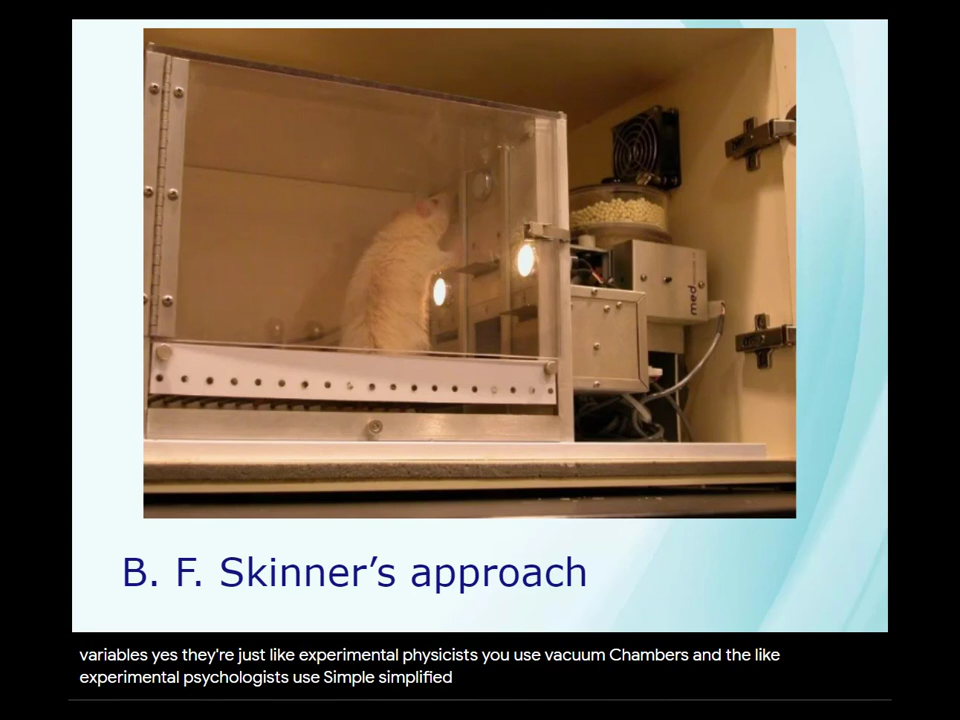 med
B. F. Skinner's approach
variables yes they're just like experimental physicists you use vacuum Chambers and the like
experimental psychologists use Simple simplified